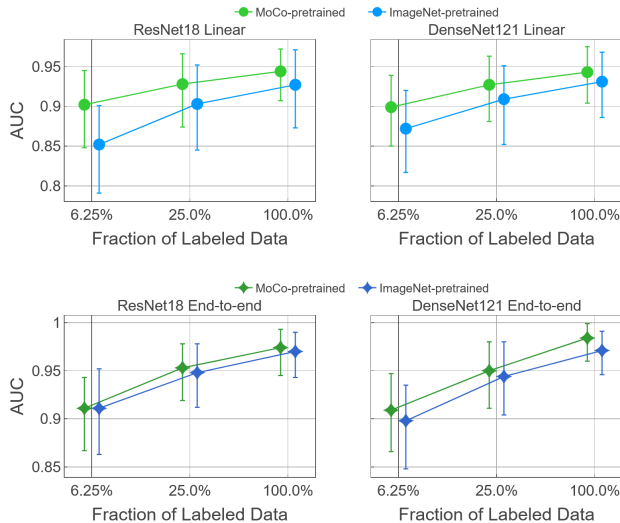 MoCo-pretrained ImageNet-pretrained
ResNet18 Linear DenseNet121 Linear
0.95
0.9
0.85
0.8
AUC
6.25% 25.0% 100.0% 6.25% 25.0% 100.0%
Fraction of Labeled Data Fraction of Labeled Data
MoCo-pretrained ImageNet-pretrained
ResNet18 End-to-end DenseNet121 End-to-end
1
0.95
0.9
0.85
AUC
6.25% 25.0% 100.0% 6.25% 25.0% 100.0%
Fraction of Labeled Data Fraction of Labeled Data